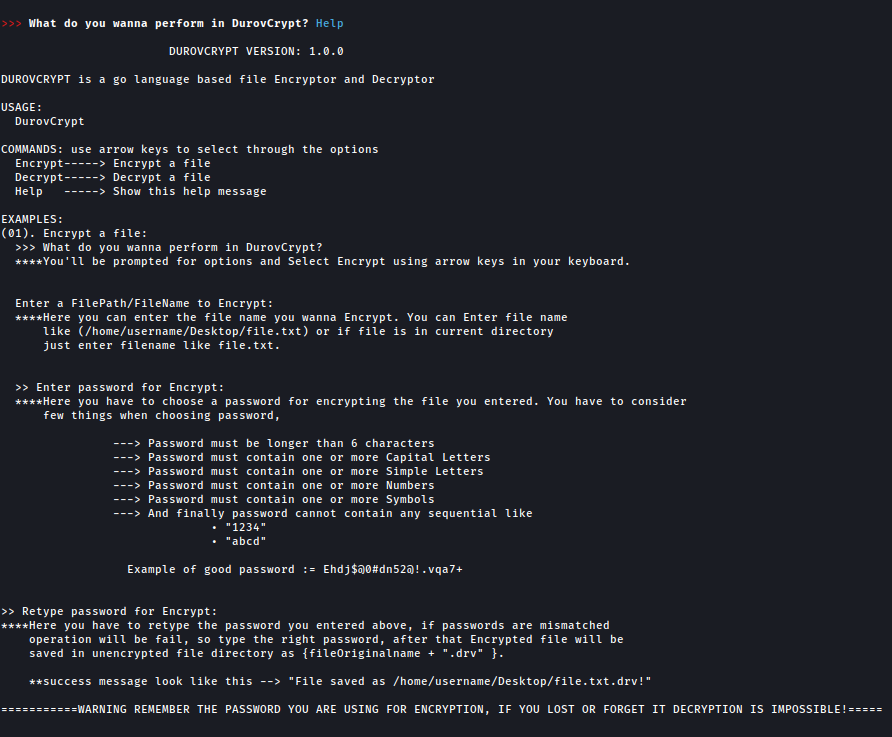 >>> What do you wanna perform in DurovCrypt? Help
DUROVCRYPT VERSION: 1.0.0
DUROVCRYPT is a go language based file Encryptor and Decryptor
USAGE:
DurovCrypt
COMMANDS: use arrow keys to select through the options
Encrypt-----> Encrypt a file
Decrypt-----> Decrypt a file
Help   -----> Show this help message
EXAMPLES:
(01). Encrypt a file:
>>> What do you wanna perform in DurovCrypt?
****You'll be prompted for options and Select Encrypt using arrow keys in your keyboard.
Enter a FilePath/FileName to Encrypt:
****Here you can enter the file name you wanna Encrypt. You can Enter file name
like (/home/username/Desktop/file.txt) or if file is in current directory
just enter filename like file.txt.
>> Enter password for Encrypt:
****Here you have to choose a password for encrypting the file you entered. You have to consider
few things when choosing password,
---> Password must be longer than 6 characters
---> Password must contain one or more Capital Letters
---> Password must contain one or more Simple Letters
---> Password must contain one or more Numbers
---> Password must contain one or more Symbols
---> And finally password cannot contain any sequential like
• "1234"
• "abcd"
Example of good password := Ehdj$@0#dn52@!.vqa7+
>> Retype password for Encrypt:
****Here you have to retype the password you entered above, if passwords are mismatched
operation will be fail, so type the right password, after that Encrypted file will be
saved in unencrypted file directory as {fileOriginalname + ".drv" }.
**success message look like this --> "File saved as /home/username/Desktop/file.txt.drv!"
===========WARNING REMEMBER THE PASSWORD YOU ARE USING FOR ENCRYPTION, IF YOU LOST OR FORGET IT DECRYPTION IS IMPOSSIBLE!=====